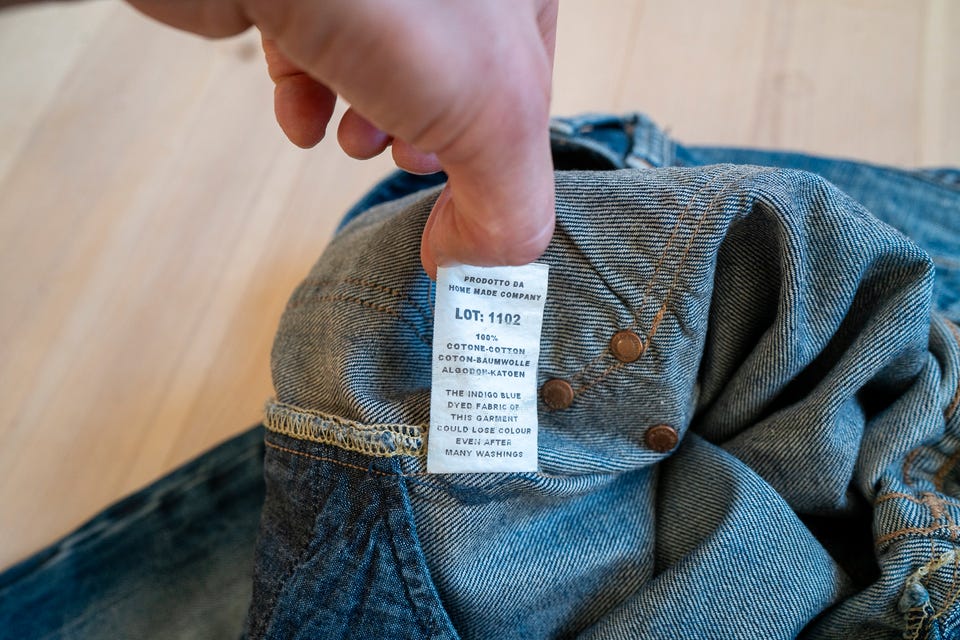 PRODOTTO DA
HOME MADE COMPANY
LOT: 1102
100%
COTONE-COTTON
COTON-BAUMWOLLE
ALGODON-KATOEN
THE INDIGO BLUE
DYED FABRIC OF
THIS GARMENT
COULD LOSE COLOUR
EVEN AFTER
MANY WASHINGS